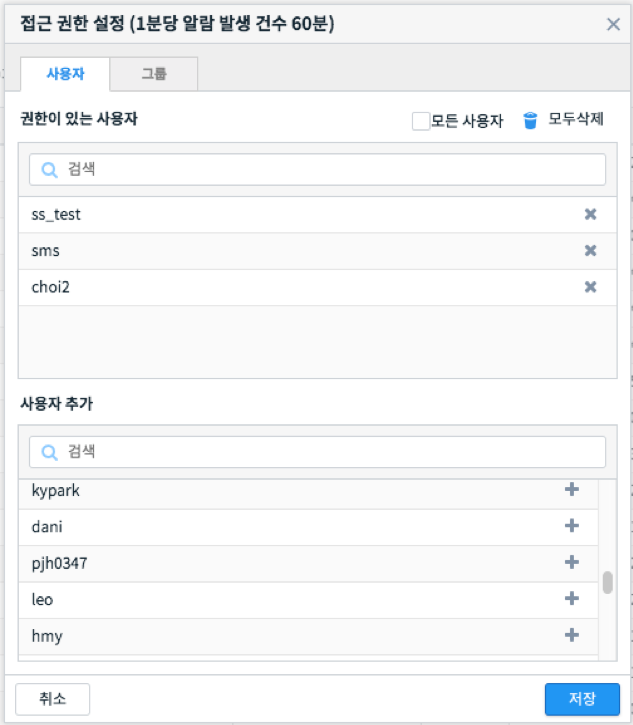 접근 권한 설정 (1분당 알람 발생 건수 60분)
사용자 그룹
권한이 있는 사용자 모든 사용자 모두삭제
검색
ss_test
sms
choi2
사용자 추가
검색
kypark
dani
pjh0347
leo
hmy
취소 저장